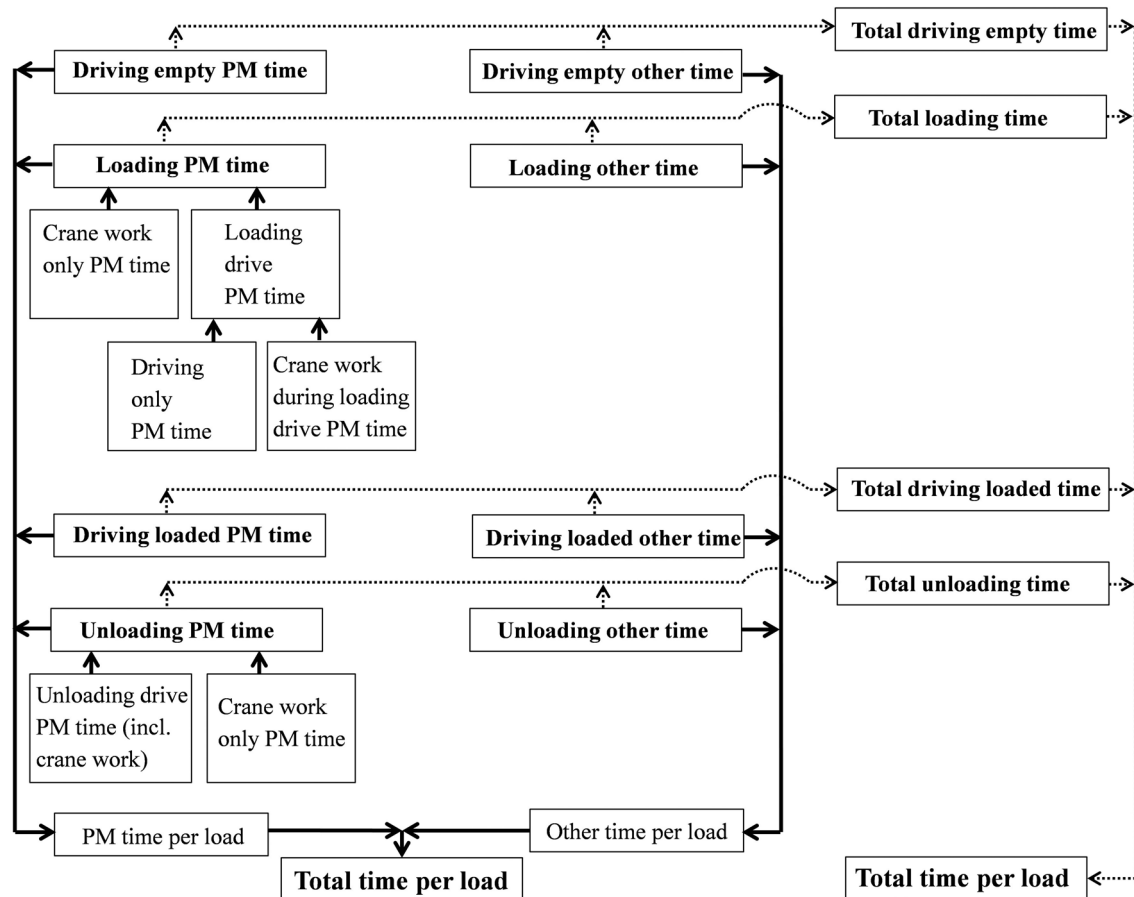 Total driving empty time
Driving empty PM time
Driving empty other time
Total loading time
Loading PM time
Loading other time
Crane work
only PM time
Loading
drive
PM time
Driving
only
PM time
Crane work
during loading
drive PM time
Total driving loaded time
Driving loaded PM time
Driving loaded other time
Total unloading time
Unloading PM time
Unloading other time
Unloading drive
PM time (incl.
crane work)
Crane work
only PM time
PM time per load
Other time per load
Total time per load
Total time per load